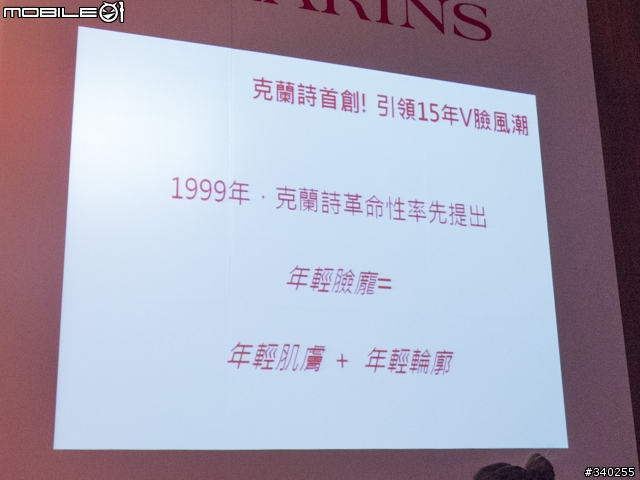 MOBILE01
ARINS
克蘭詩首創! 引領15年V臉風潮
1999年‧克蘭詩革命性率先提出
年輕臉龐=
年輕肌膚 + 年輕輪廓
#340255